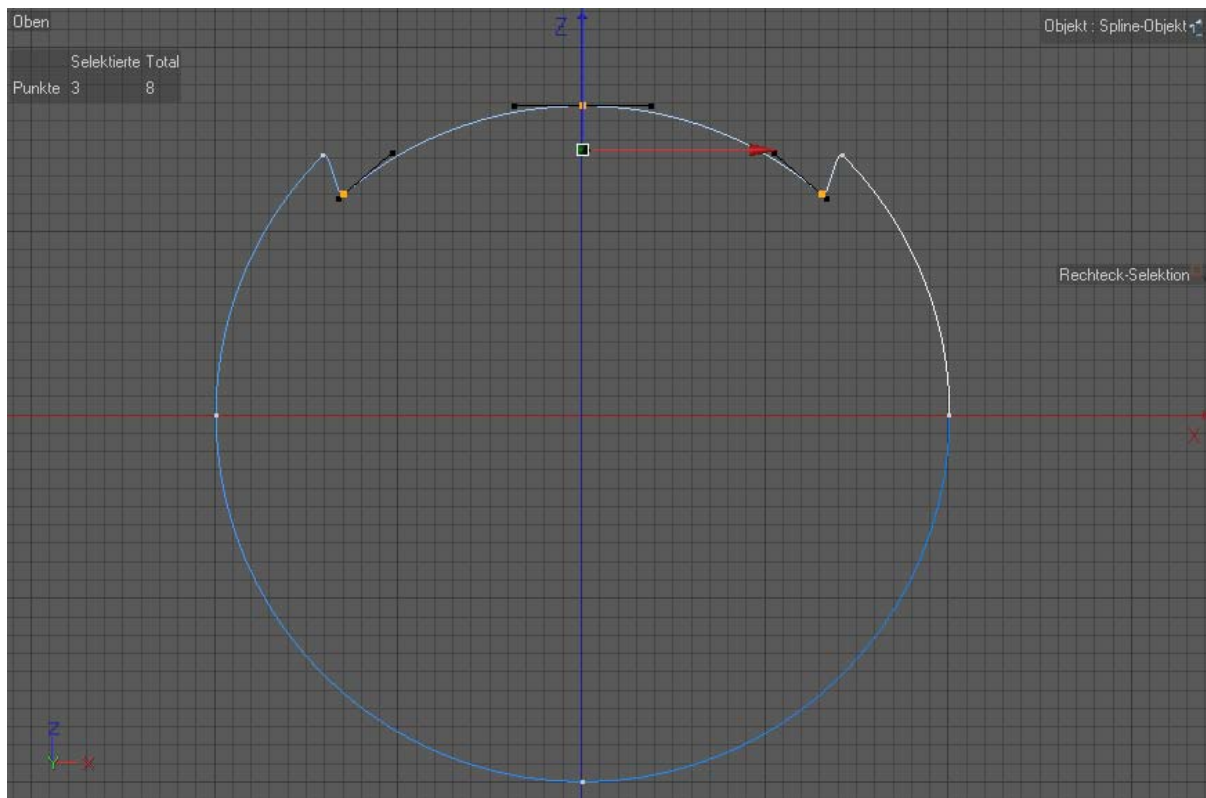 Oben
Objekt : Spline-Objekt
Selektierte Total
Punkte 3 8
Z
Rechteck-Selektion
X
Z
Y X